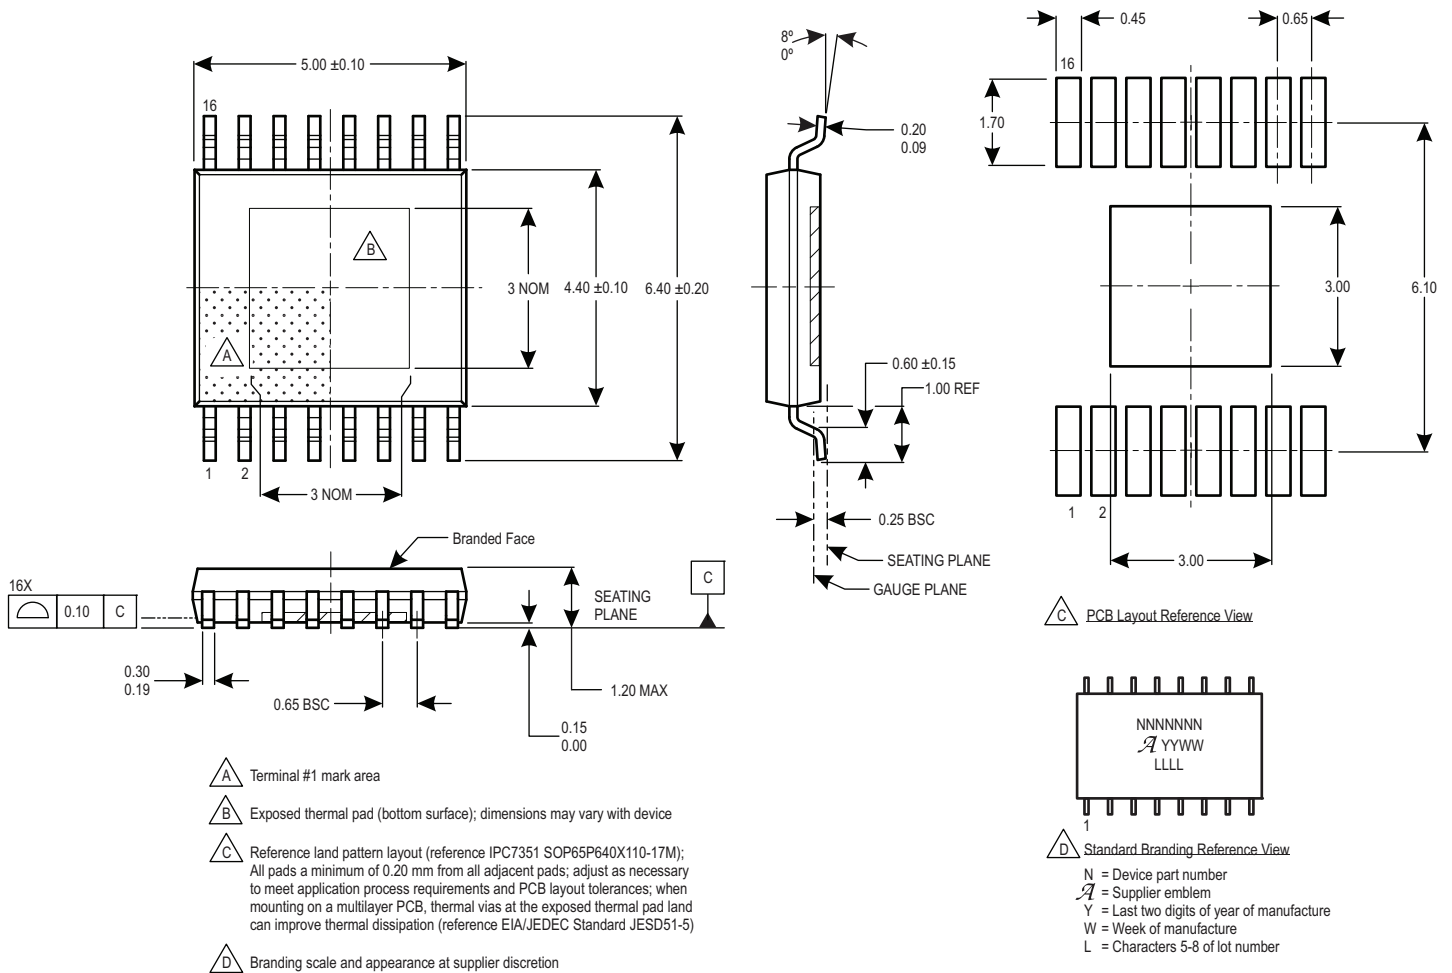 5.00 ±0.10
16
B
A
3 NOM
4.40 ±0.10
6.40 ±0.20
1
2
3 NOM
8º
0º
0.20
0.09
0.60 ±0.15
1.00 REF
0.25 BSC
SEATING PLANE
GAUGE PLANE
0.45
0.65
16
1.70
3.00
6.10
1
2
3.00
C PCB Layout Reference View
Branded Face
16X
0.10 C
SEATING
PLANE
C
0.30
0.19
0.65 BSC
1.20 MAX
0.15
0.00
A Terminal #1 mark area
B Exposed thermal pad (bottom surface); dimensions may vary with device
C Reference land pattern layout (reference IPC7351 SOP65P640X110-17M);
All pads a minimum of 0.20 mm from all adjacent pads; adjust as necessary
to meet application process requirements and PCB layout tolerances; when
mounting on a multilayer PCB, thermal vias at the exposed thermal pad land
can improve thermal dissipation (reference EIA/JEDEC Standard JESD51-5)
D Branding scale and appearance at supplier discretion
NNNNNNN
A YYWW
LLLL
1
D Standard Branding Reference View
N = Device part number
A = Supplier emblem
Y = Last two digits of year of manufacture
W = Week of manufacture
L = Characters 5-8 of lot number